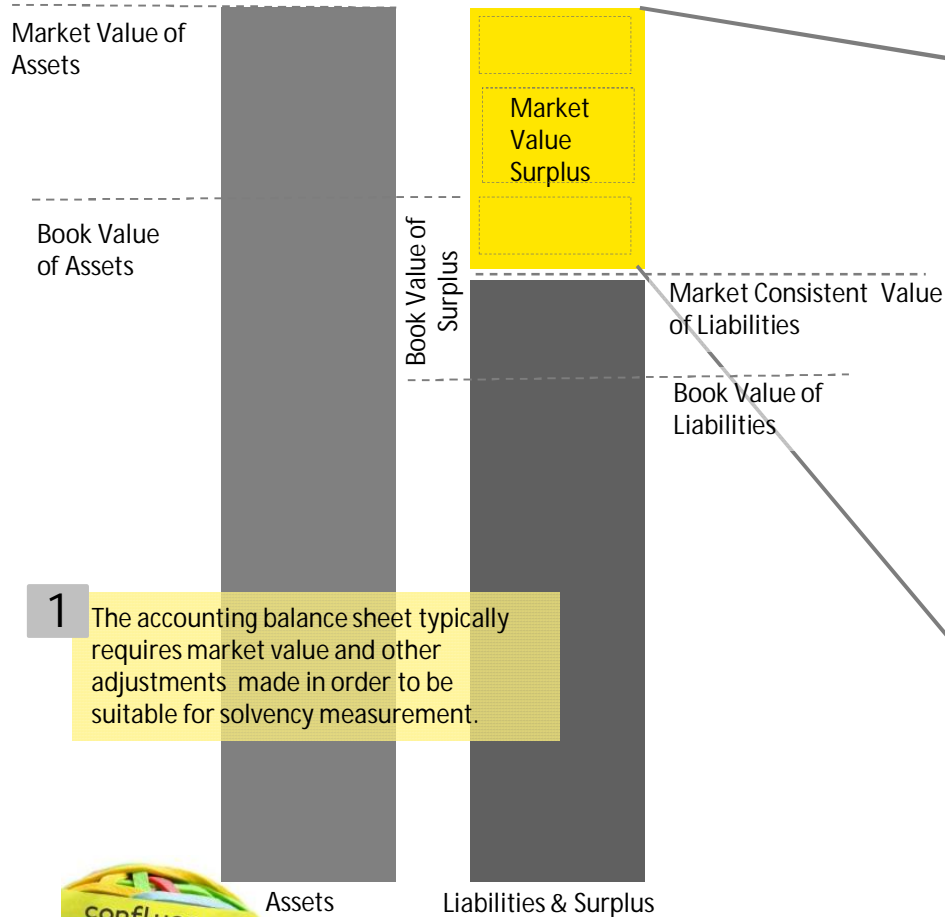 Market Value of
Assets
Market
Value
Surplus
Book Value
of Assets
Book Value of
Surplus
Market Consistent Value
of Liabilities
Book Value of
Liabilities
1
The accounting balance sheet typically
requires market value and other
adjustments made in order to be
suitable for solvency measurement.
Assets
Liabilities & Surplus